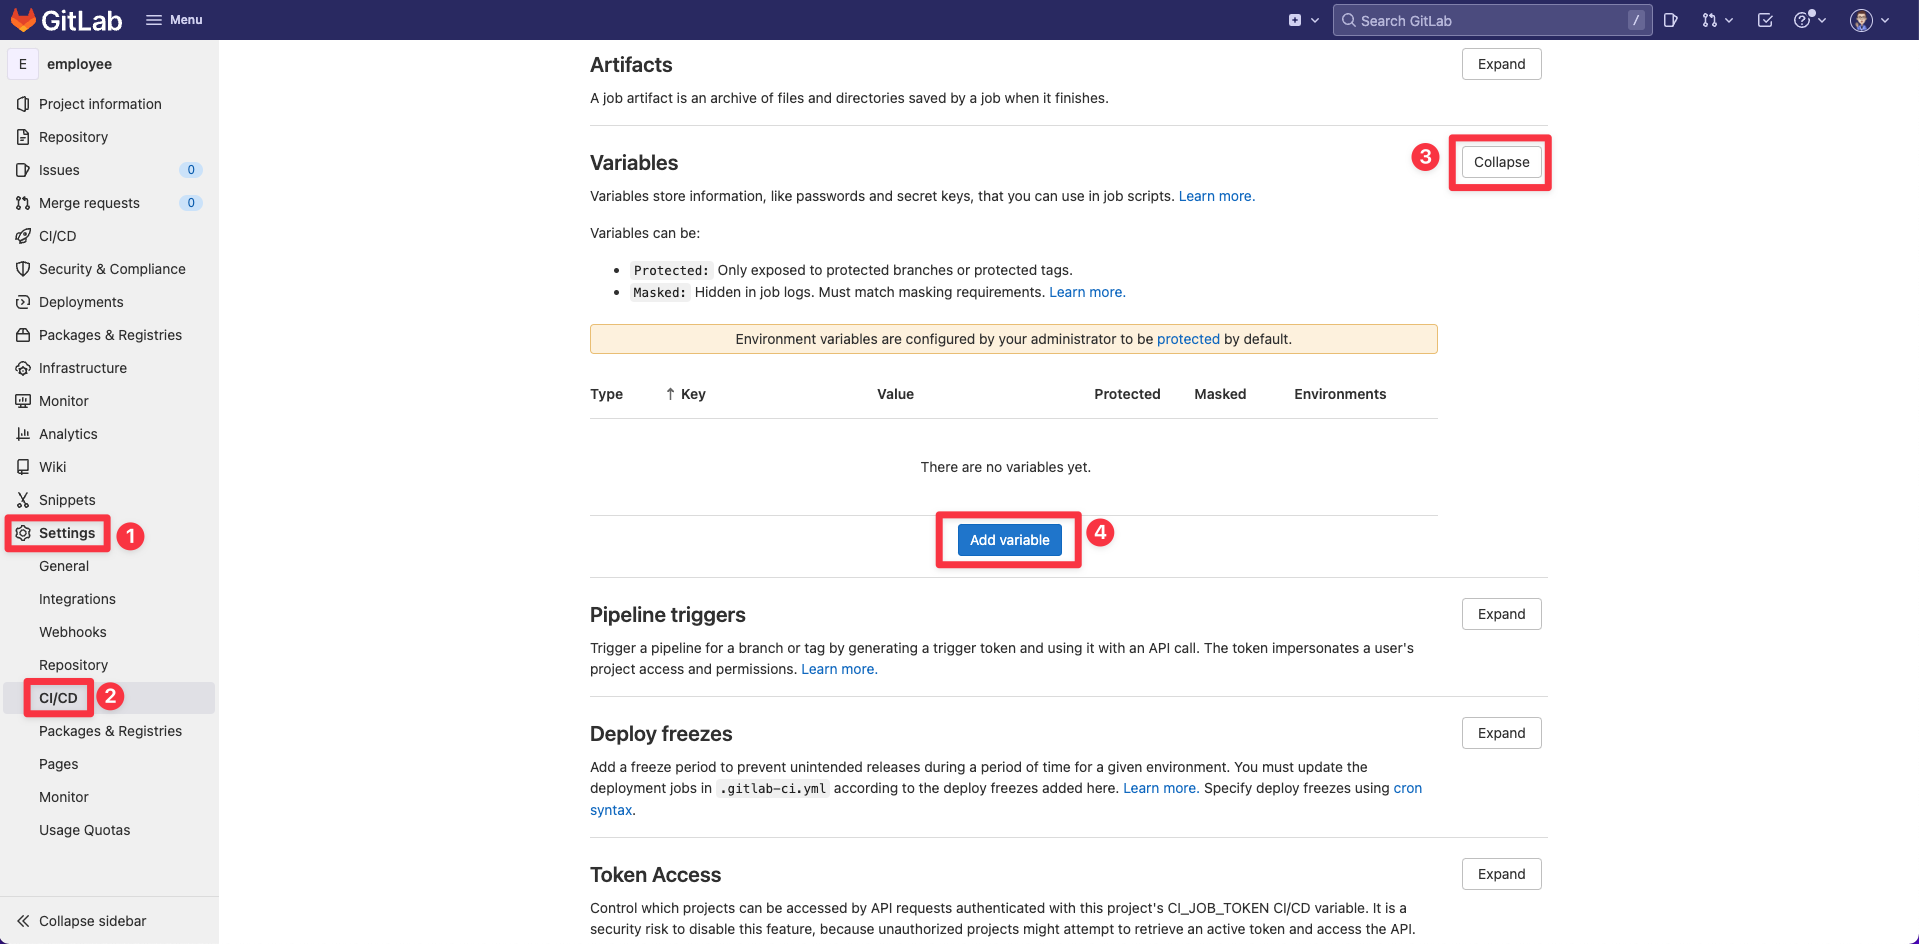 GitLab
Menu
Search GitLab
/
E
employee
Project information
Repository
Issues
0
Merge requests
0
CI/CD
Security & Compliance
Deployments
Packages & Registries
Infrastructure
Monitor
Analytics
Wiki
Snippets
Settings
1
General
Integrations
Webhooks
Repository
CI/CD
2
Packages & Registries
Pages
Monitor
Usage Quotas
Collapse sidebar
Artifacts
Expand
A job artifact is an archive of files and directories saved by a job when it finishes.
Variables
3
Collapse
Variables store information, like passwords and secret keys, that you can use in job scripts. Learn more.
Variables can be:
Protected: Only exposed to protected branches or protected tags.
Masked: Hidden in job logs. Must match masking requirements. Learn more.
Environment variables are configured by your administrator to be protected by default.
Type ↑ Key Value Protected Masked Environments
There are no variables yet.
Add variable
4
Pipeline triggers
Expand
Trigger a pipeline for a branch or tag by generating a trigger token and using it with an API call. The token impersonates a user's
project access and permissions. Learn more.
Deploy freezes
Expand
Add a freeze period to prevent unintended releases during a period of time for a given environment. You must update the
deployment jobs in .gitlab-ci.yml according to the deploy freezes added here. Learn more. Specify deploy freezes using cron
syntax.
Token Access
Expand
Control which projects can be accessed by API requests authenticated with this project's CI_JOB_TOKEN CI/CD variable. It is a
security risk to disable this feature, because unauthorized projects might attempt to retrieve an active token and access the API.